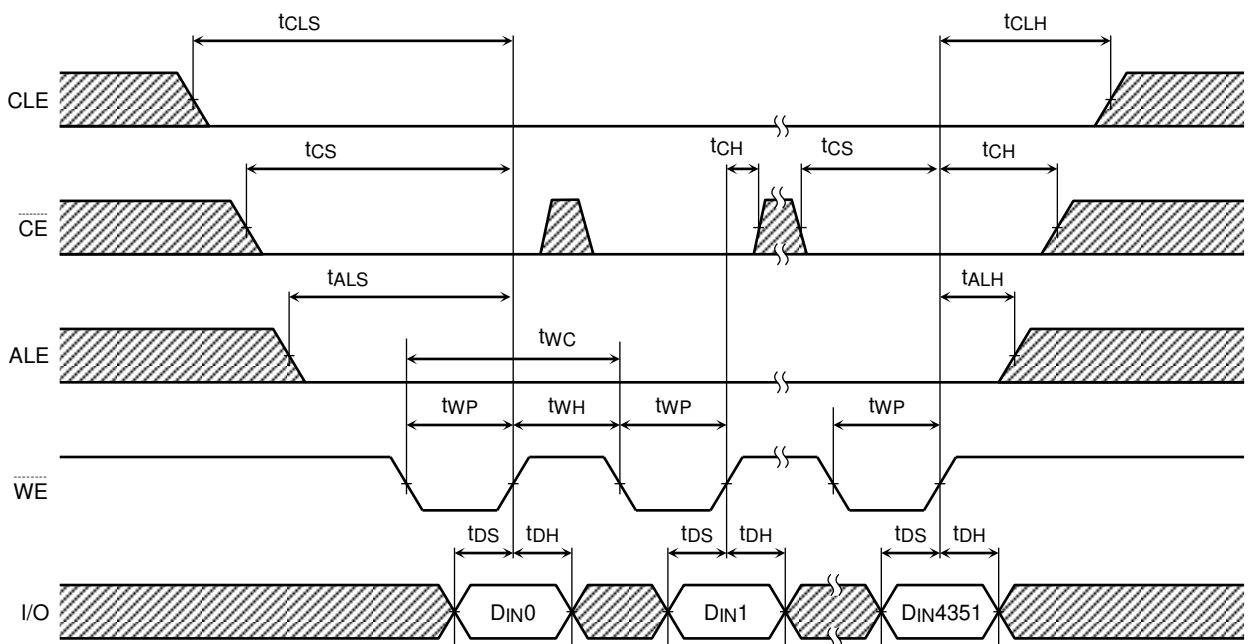 tCLS tCLH
CLE
tCS tCH tCS tCH
CE
tALS tALH
ALE
tWC
tWP tWH tWP tWP
WE
tDS tDH tDS tDH tDS tDH
I/O DIN0 DIN1 DIN4351